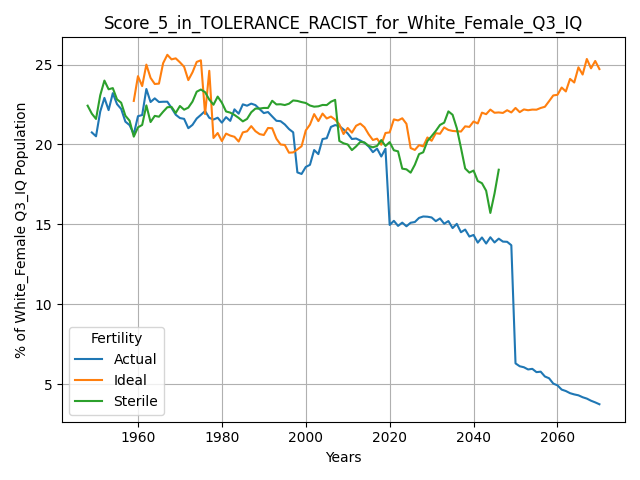 Score_5_in_TOLERANCE_RACIST_for_White_Female_Q3_IQ
% of White_Female Q3_IQ Population
25
20
15
10
5
Fertility
Actual
Ideal
Sterile
1960
1980
2000
2020
2040
2060
Years